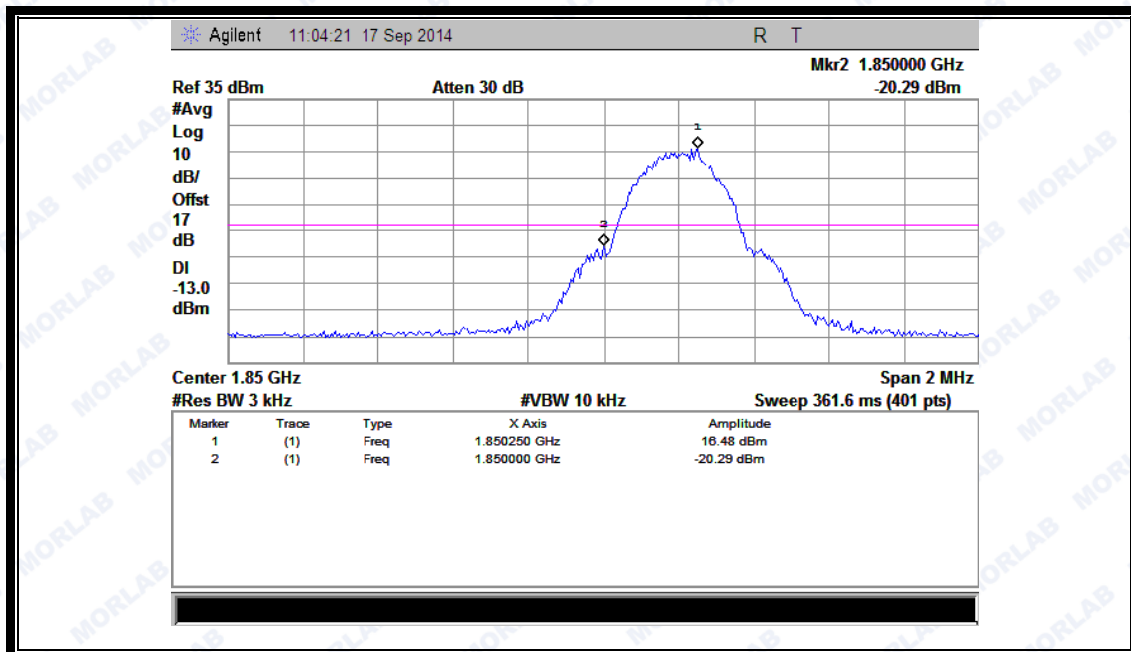 Agilent 11:04:21 17 Sep 2014 R T
Mkr2 1.850000 GHz
Ref 35 dBm Atten 30 dB -20.29 dBm
#Avg
Log
10
dB/
Offst
17
dB
DI
-13.0
dBm
1
2
Center 1.85 GHz Span 2 MHz
#Res BW 3 kHz #VBW 10 kHz Sweep 361.6 ms (401 pts)
Marker Trace Type X Axis Amplitude
1 (1) Freq 1.850250 GHz 16.48 dBm
2 (1) Freq 1.850000 GHz -20.29 dBm
MORLAB